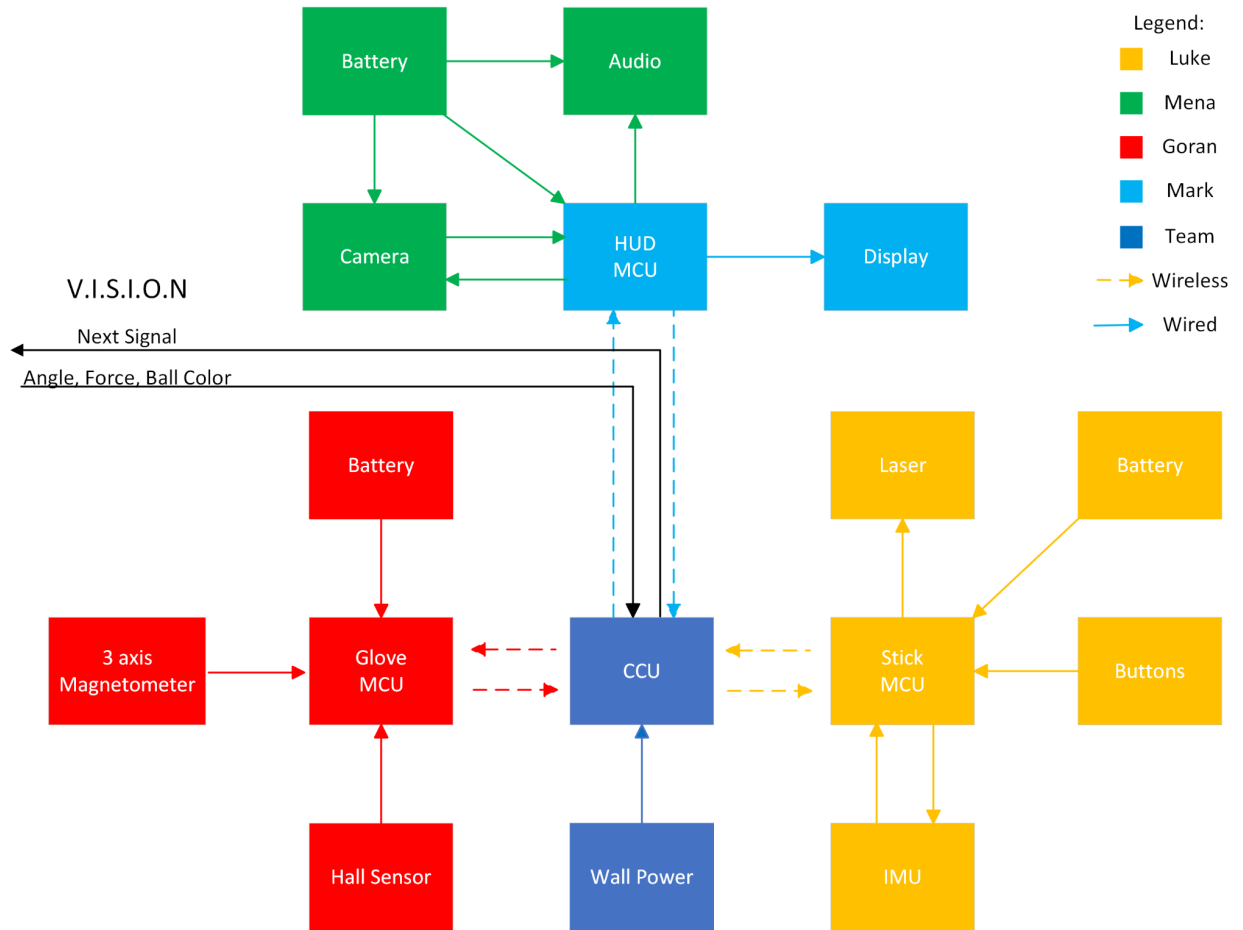 Legend:
Luke
Mena
Goran
Mark
Team
Wireless
Wired
Battery
Audio
Camera
HUD
MCU
Display
V.I.S.I.O.N
Next Signal
Angle, Force, Ball Color
Battery
Laser
Battery
3 axis
Magnetometer
Glove
MCU
CCU
Stick
MCU
Buttons
Hall Sensor
Wall Power
IMU